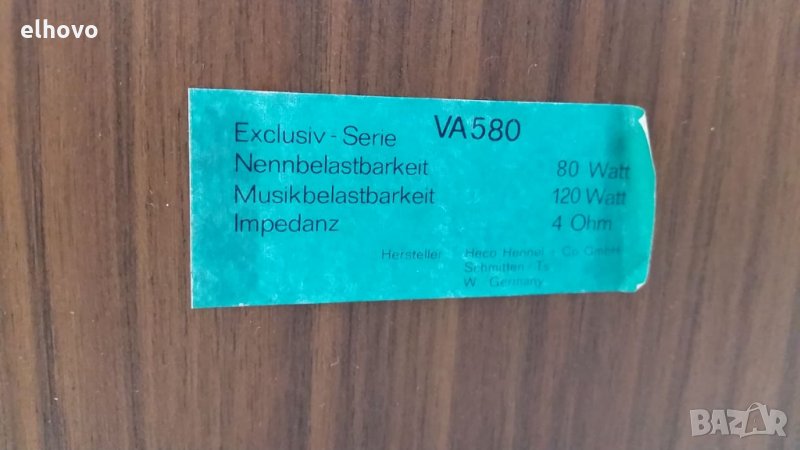 elhovo
Exclusiv - Serie VA580
Nennbelastbarkeit 80 Watt
Musikbelastbarkeit 120 Watt
Impedanz 4 Ohm
Hersteller Heco Hennel + Co GmbH
Schmitten Ts
W. Germany
BAZAR